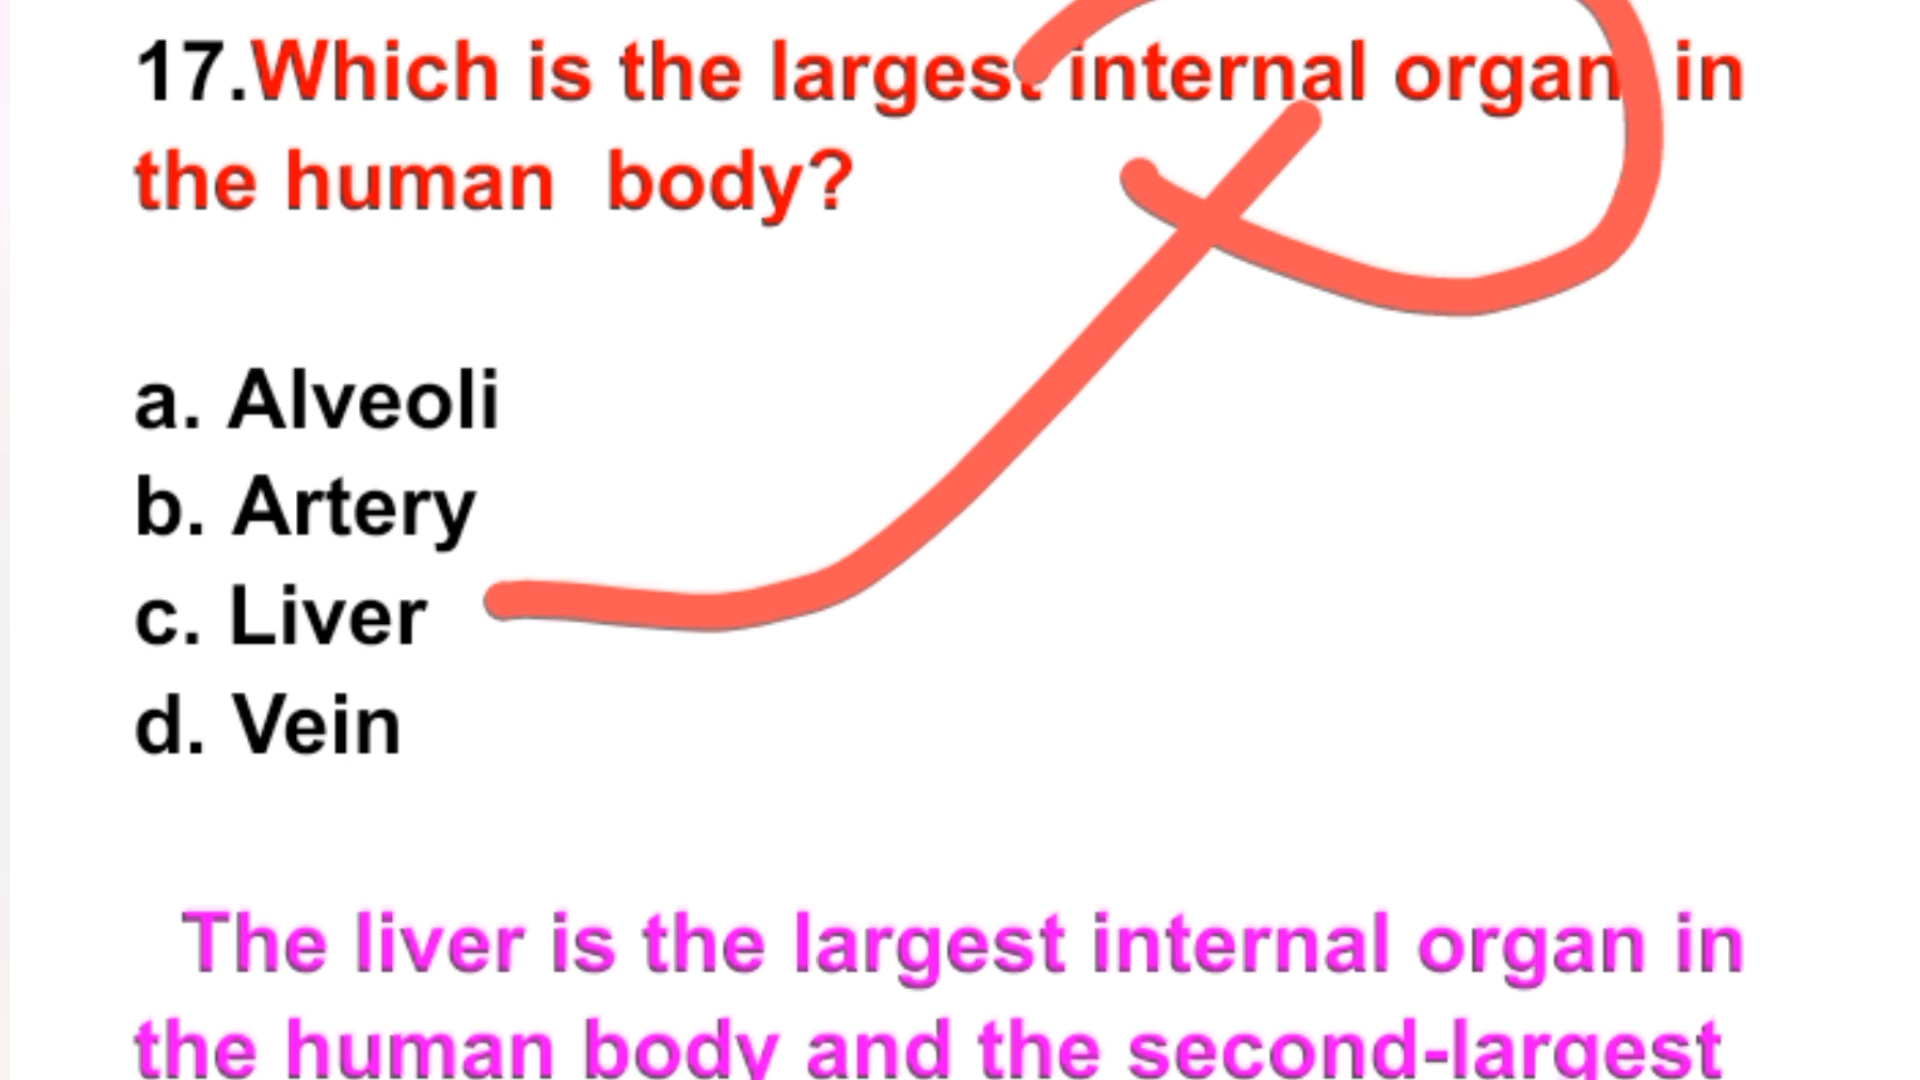 17.Which is the largest internal organ in
the human body?
a. Alveoli
b. Artery
c. Liver
d. Vein
The liver is the largest internal organ in
the human body and the second-largest